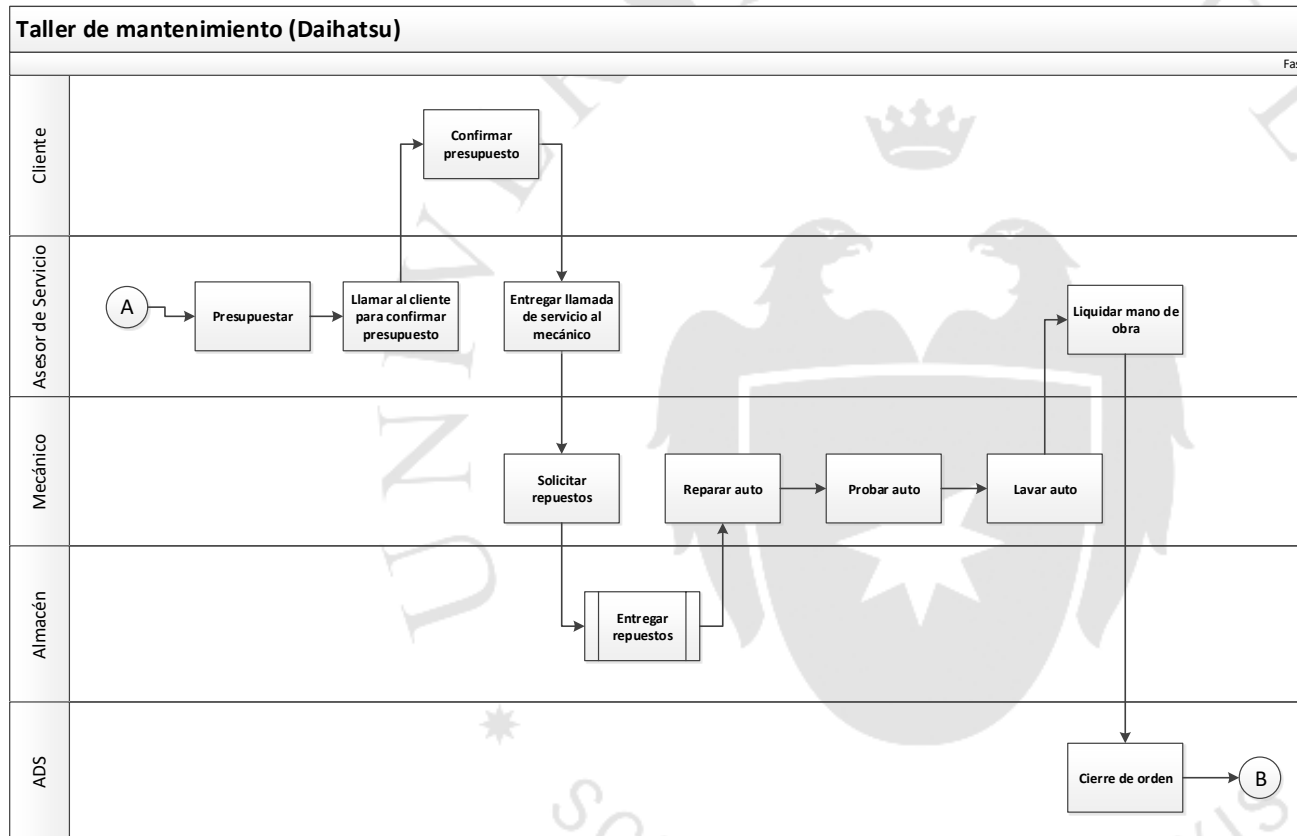 Taller de mantenimiento (Daihatsu)
Fas
Cliente
Confirmar
presupuesto
Asesor de Servicio
A
Presupuestar
Llamar al cliente
para confirmar
presupuesto
Entregar llamada
de servicio al
mecánico
Liquidar mano de
obra
Mecánico
Solicitar
repuestos
Reparar auto
Probar auto
Lavar auto
Almacén
Entregar
repuestos
ADS
Cierre de orden
B